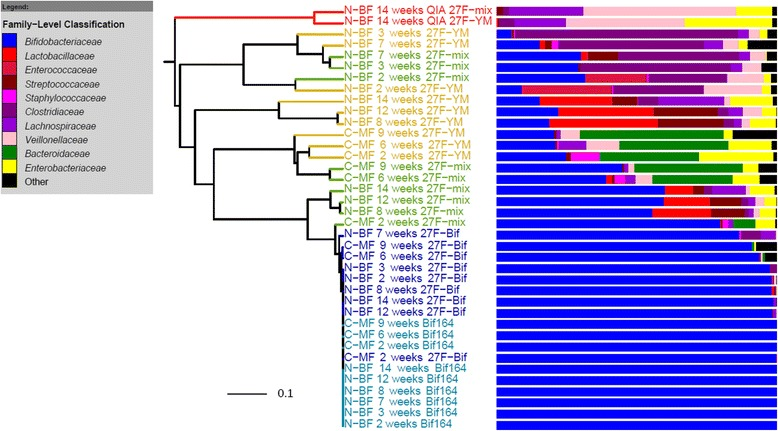 Legend:
Family-Level Classification
Bifidobacteriaceae
Lactobacillaceae
Enterococcaceae
Streptococcaceae
Staphylococcaceae
Clostridiaceae
Lachnospiraceae
Veillonellaceae
Bacteroidaceae
Enterobacteriaceae
Other
N-BF 14 weeks QIA 27F-mix
N-BF 14 weeks QIA 27F-YM
N-BF 3 weeks 27F-YM
N-BF 7 weeks 27F-YM
N-BF 7 weeks 27F-mix
N-BF 3 weeks 27F-mix
N-BF 2 weeks 27F-mix
N-BF 2 weeks 27F-YM
N-BF 14 weeks 27F-YM
N-BF 12 weeks 27F-YM
N-BF 8 weeks 27F-YM
C-MF 9 weeks 27F-YM
C-MF 6 weeks 27F-YM
C-MF 2 weeks 27F-YM
C-MF 9 weeks 27F-mix
C-MF 6 weeks 27F-mix
N-BF 14 weeks 27F-mix
N-BF 12 weeks 27F-mix
N-BF 8 weeks 27F-mix
C-MF 2 weeks 27F-mix
N-BF 7 weeks 27F-Bif
C-MF 9 weeks 27F-Bif
C-MF 6 weeks 27F-Bif
N-BF 3 weeks 27F-Bif
N-BF 2 weeks 27F-Bif
N-BF 8 weeks 27F-Bif
N-BF 14 weeks 27F-Bif
N-BF 12 weeks 27F-Bif
C-MF 9 weeks Bif164
C-MF 6 weeks Bif164
C-MF 2 weeks Bif164
C-MF 2 weeks 27F-Bif
N-BF 14 weeks Bif164
N-BF 12 weeks Bif164
N-BF 8 weeks Bif164
N-BF 7 weeks Bif164
N-BF 3 weeks Bif164
N-BF 2 weeks Bif164
0.1